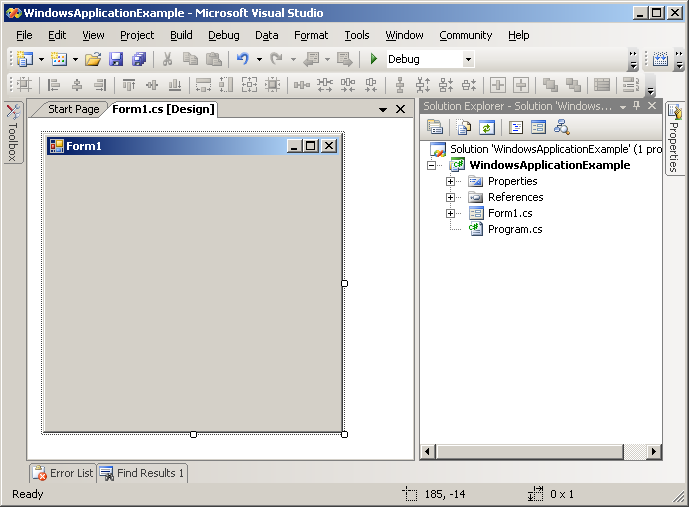 WindowsApplicationExample - Microsoft Visual Studio
File Edit View Project Build Debug Data Format Tools Window Community Help
Debug
Start Page Form1.cs [Design]
Solution Explorer - Solution 'Windows...
Toolbox
Form1
Solution 'WindowsApplicationExample' (1 pro
WindowsApplicationExample
Properties
References
Form1.cs
Program.cs
Properties
Error List Find Results 1
Ready 185, -14 0 x 1